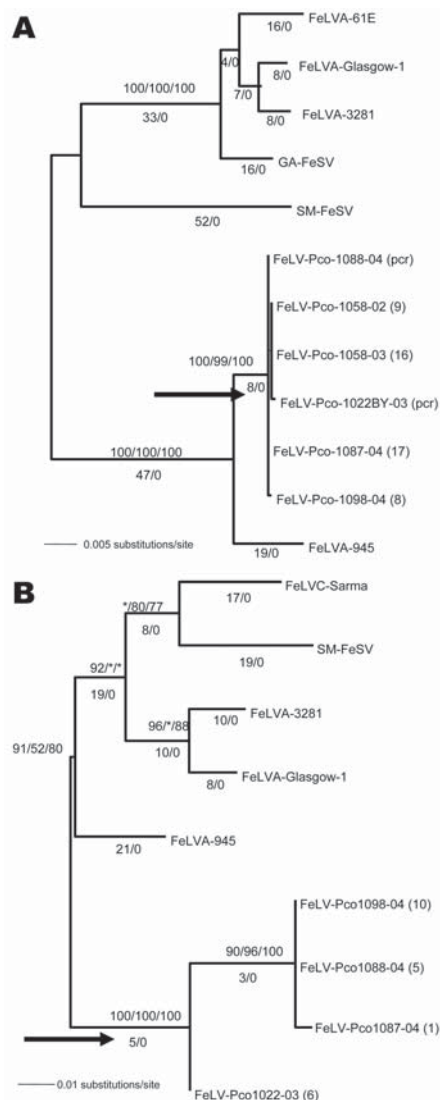 A
FeLVA-61E
16/0
4/0
FeLVA-Glasgow-1
8/0
7/0
100/100/100
33/0
FeLVA-3281
8/0
GA-FeSV
16/0
SM-FeSV
52/0
FeLV-Pco-1088-04 (pcr)
FeLV-Pco-1058-02 (9)
100/99/100
FeLV-Pco-1058-03 (16)
8/0
FeLV-Pco-1022BY-03 (pcr)
100/100/100
FeLV-Pco-1087-04 (17)
47/0
FeLV-Pco-1098-04 (8)
0.005 substitutions/site
FeLVA-945
19/0
B
FeLVC-Sarma
17/0
*/80/77
8/0
SM-FeSV
19/0
92/*/*
19/0
FeLVA-3281
96/*/88
10/0
10/0
91/52/80
FeLVA-Glasgow-1
8/0
FeLVA-945
21/0
FeLV-Pco1098-04 (10)
90/96/100
FeLV-Pco1088-04 (5)
3/0
100/100/100
FeLV-Pco1087-04 (1)
5/0
0.01 substitutions/site
FeLV-Pco1022-03 (6)